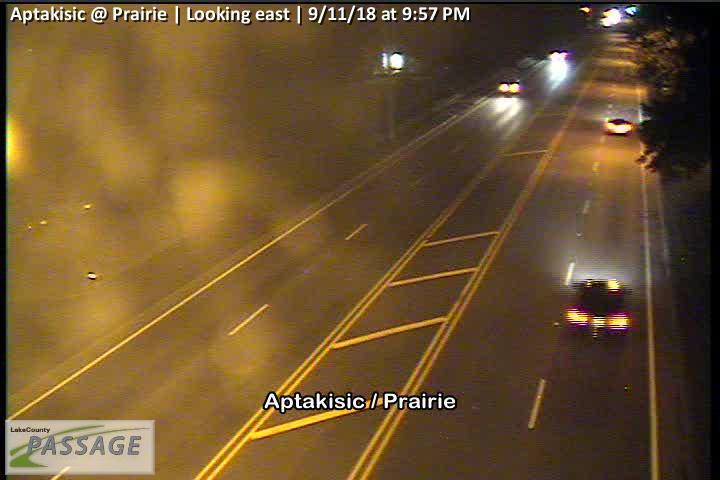 Aptakisic @ Prairie | Looking east | 9/11/18 at 9:57 PM
Aptakisic / Prairie
LakeCounty
PASSAGE